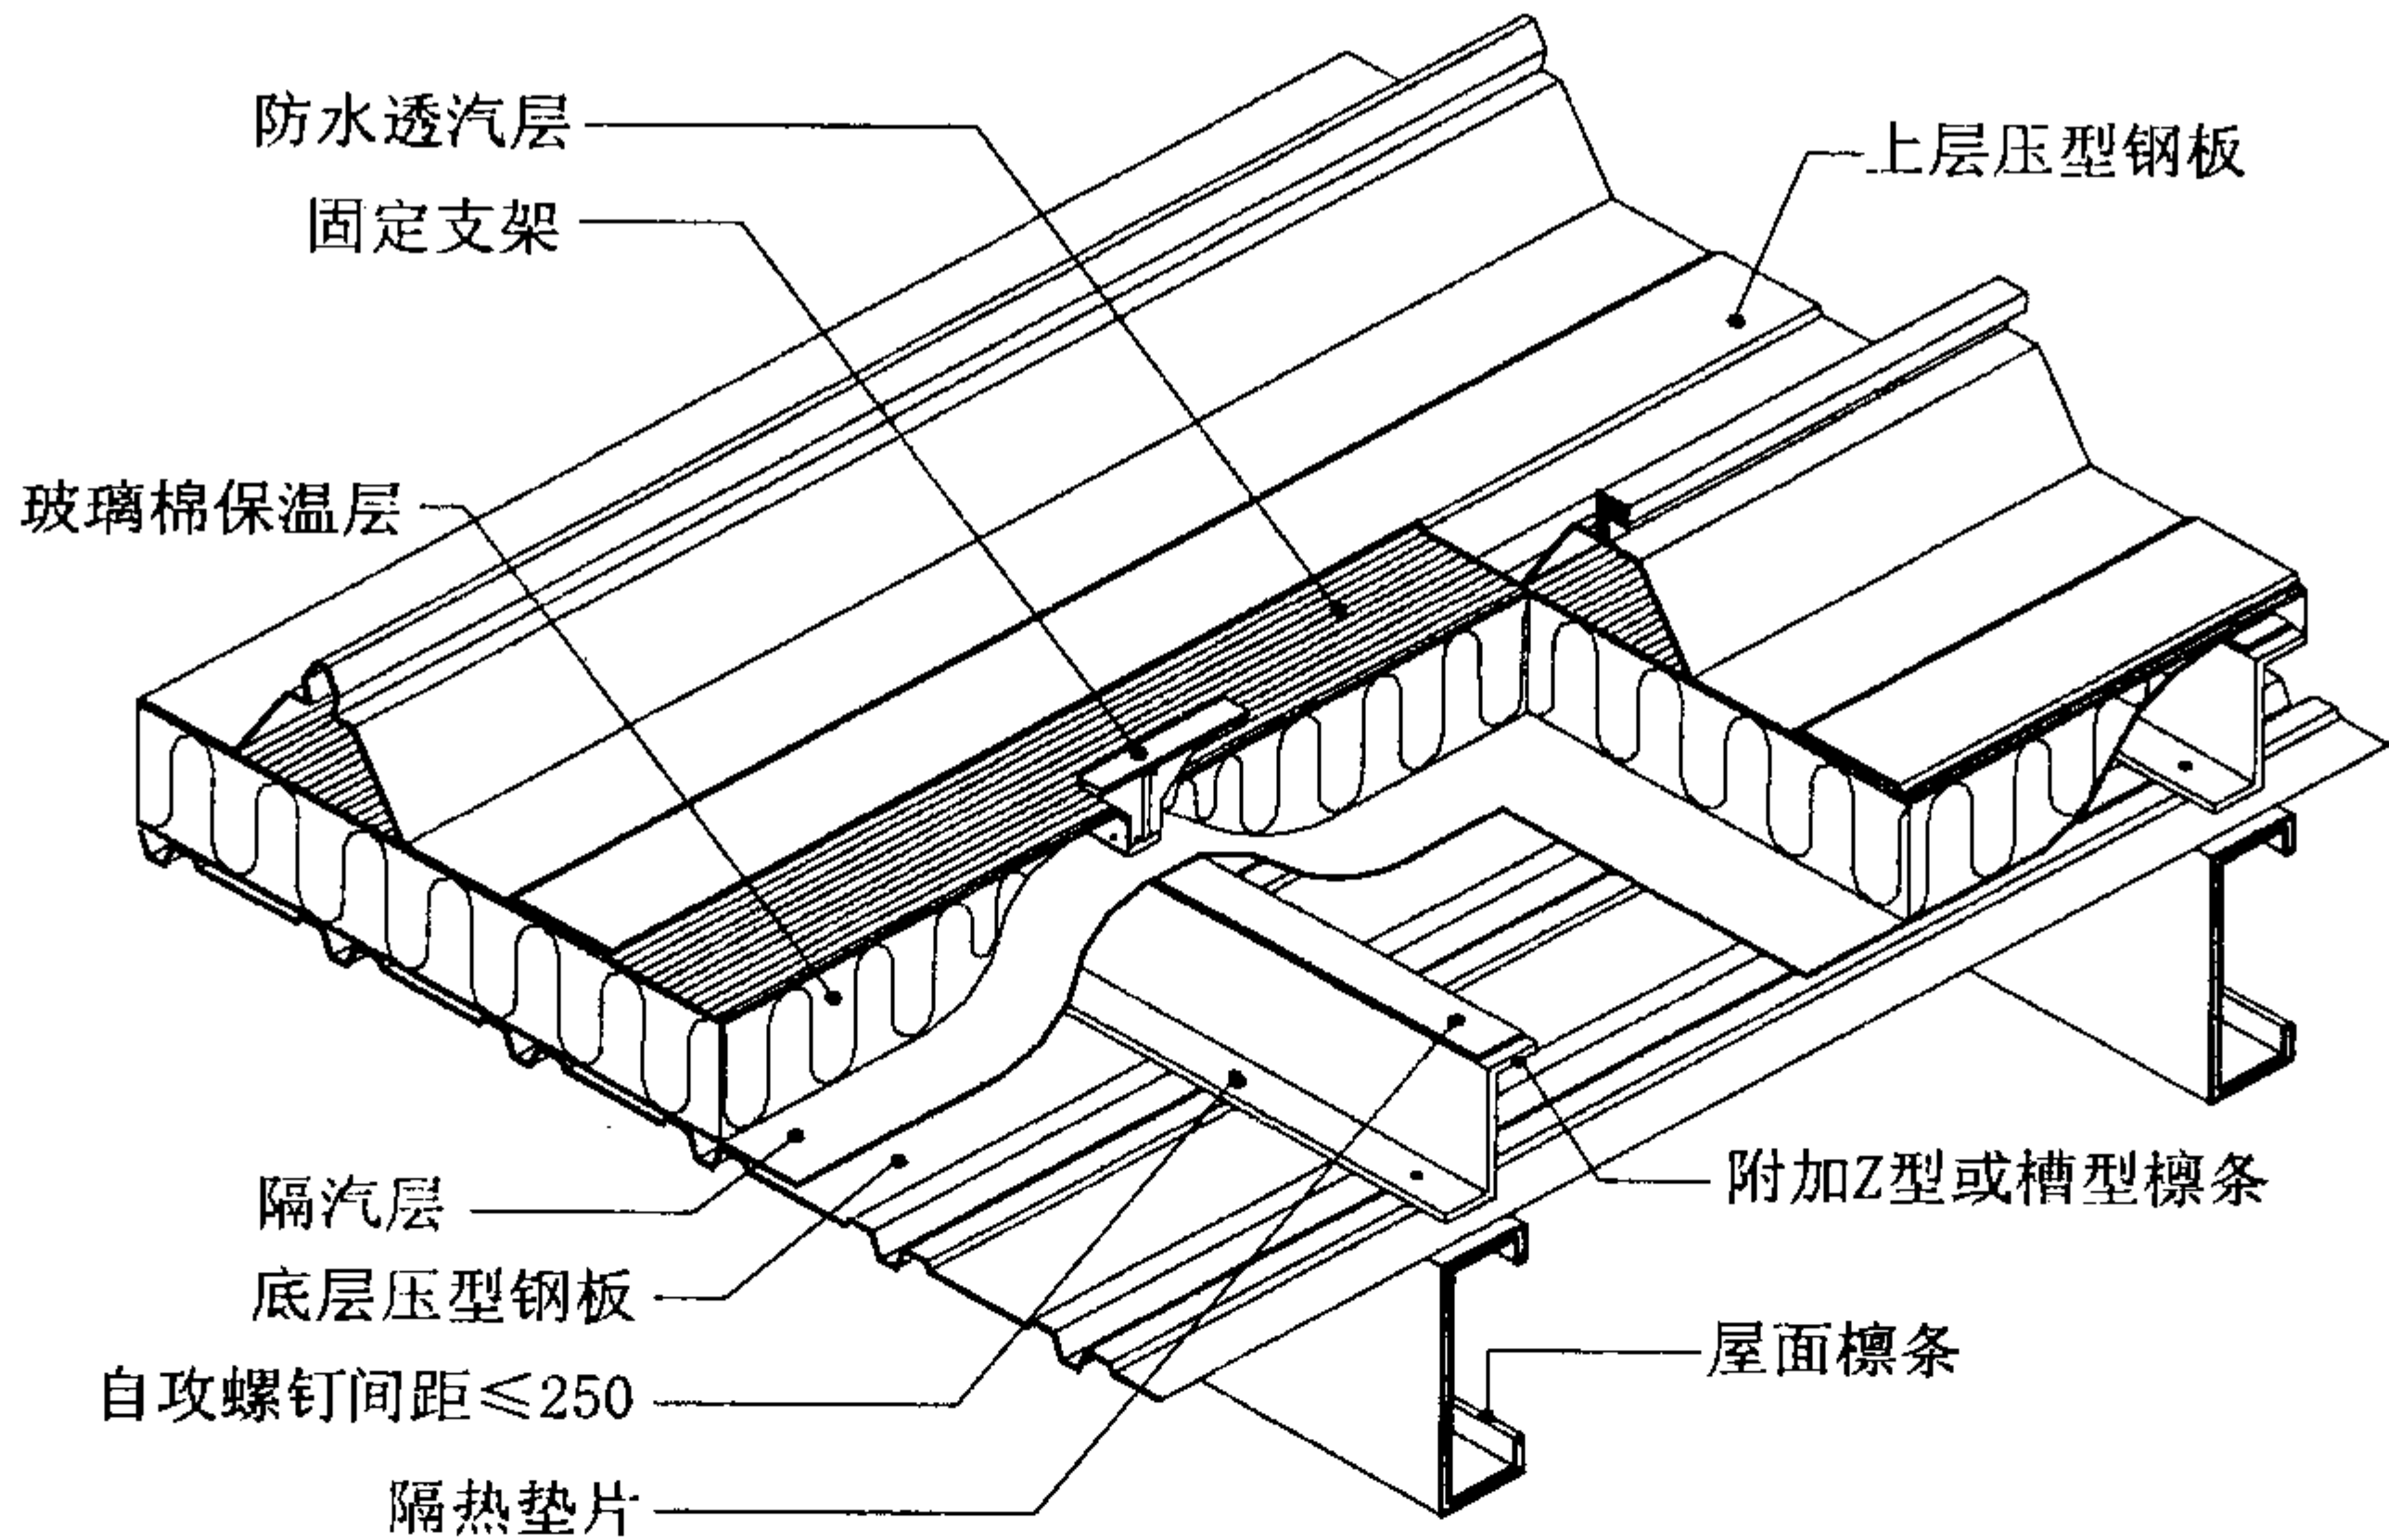 防水透汽层
上层压型钢板
固定支架
玻璃棉保温层
隔汽层
附加Z型或槽型檩条
底层压型钢板
屋面檩条
自攻螺钉间距≤250
隔热垫片